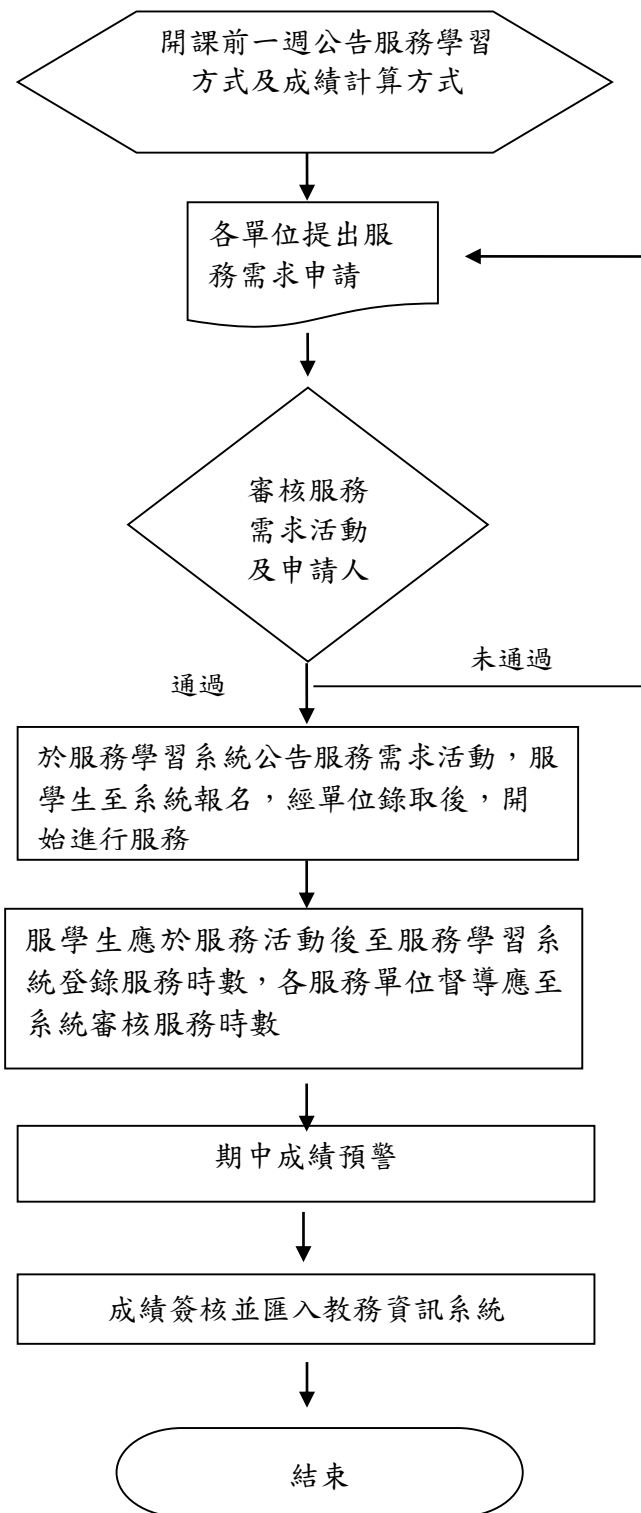 開課前一週公告服務學習
方式及成績計算方式
各單位提出服
務需求申請
審核服務
需求活動
及申請人
未通過
通過
於服務學習系統公告服務需求活動，服
學生至系統報名，經單位錄取後，開
始進行服務
服學生應於服務活動後至服務學習系
統登錄服務時數，各服務單位督導應至
系統審核服務時數
期中成績預警
成績簽核並匯入教務資訊系統
結束